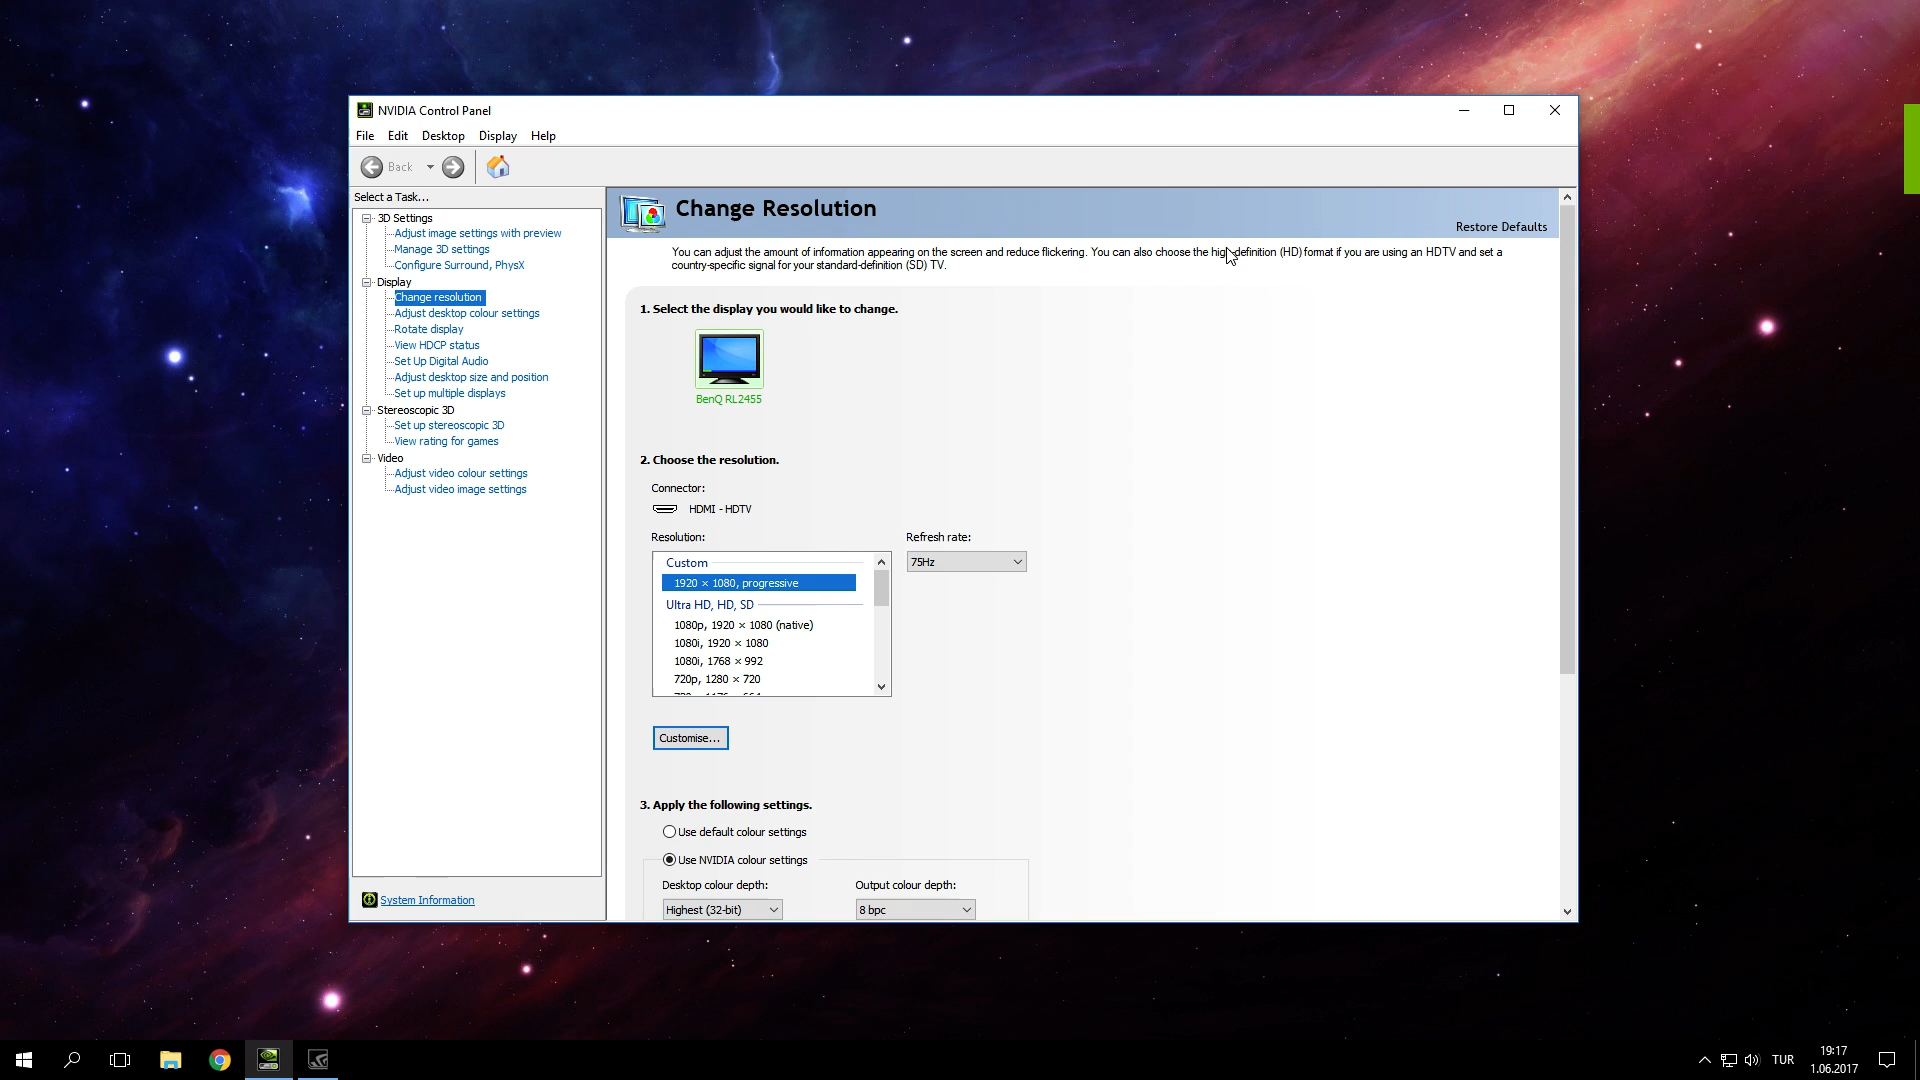 NVIDIA Control Panel
File Edit Desktop Display Help
Back
Select a Task...
3D Settings
Adjust image settings with preview
Manage 3D settings
Configure Surround, PhysX
Display
Change resolution
Adjust desktop colour settings
Rotate display
View HDCP status
Set Up Digital Audio
Adjust desktop size and position
Set up multiple displays
Stereoscopic 3D
Set up stereoscopic 3D
View rating for games
Video
Adjust video colour settings
Adjust video image settings
System Information
Change Resolution
Restore Defaults
You can adjust the amount of information appearing on the screen and reduce flickering. You can also choose the high-definition (HD) format if you are using an HDTV and set a
country-specific signal for your standard-definition (SD) TV.
1. Select the display you would like to change.
BenQ RL2455
2. Choose the resolution.
Connector:
HDMI - HDTV
Resolution:
Refresh rate:
75Hz
Custom
1920 × 1080, progressive
Ultra HD, HD, SD
1080p, 1920 × 1080 (native)
1080i, 1920 × 1080
1080i, 1768 × 992
720p, 1280 × 720
Customise...
3. Apply the following settings.
Use default colour settings
Use NVIDIA colour settings
Desktop colour depth:
Output colour depth:
Highest (32-bit)
8 bpc
TUR
19:17
1.06.2017